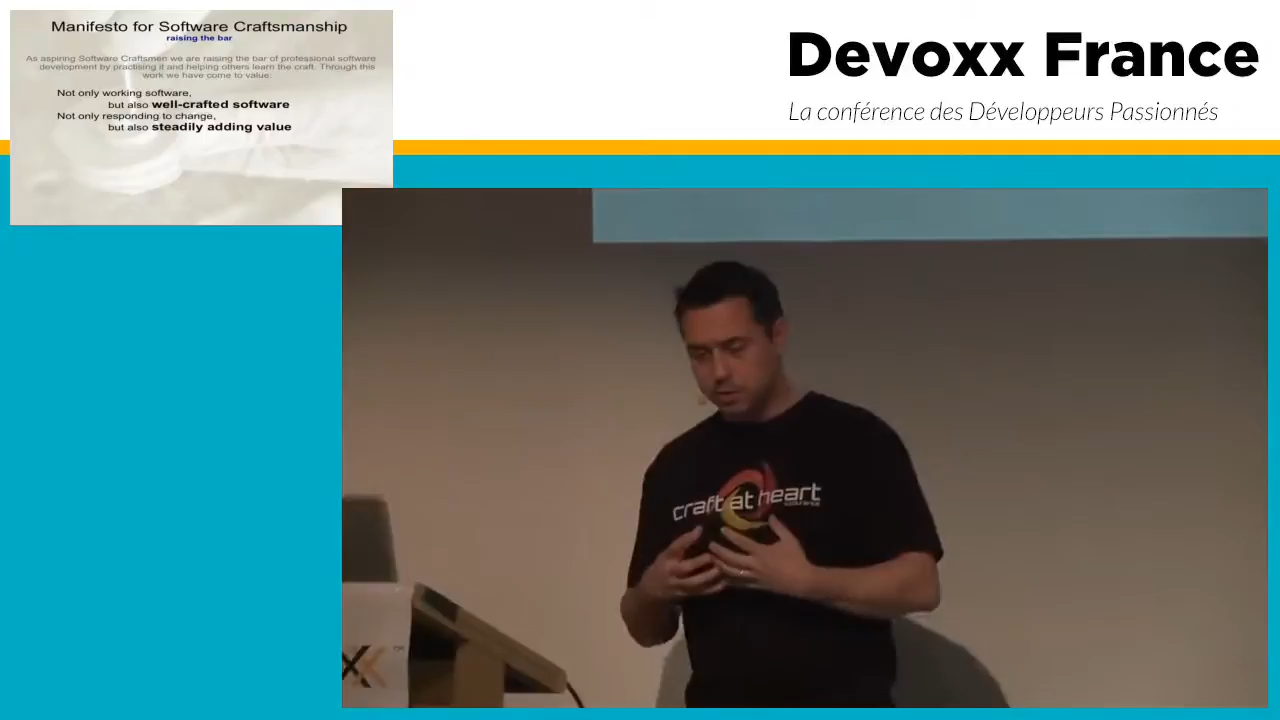 Manifesto for Software Craftsmanship
raising the bar
As aspiring Software Craftsmen we are raising the bar of professional software
development by practising it and helping others learn the craft. Through this
work we have come to value:
Not only working software,
but also well-crafted software
Not only responding to change,
but also steadily adding value
Devoxx France
La conférence des Développeurs Passionnés
craft at heart
codurance